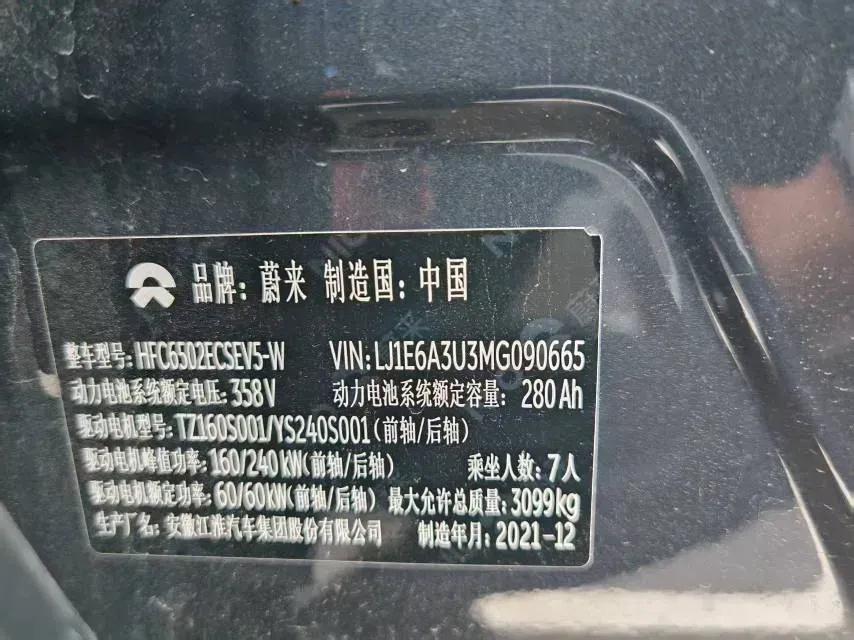 品牌: 蔚来 制造国: 中国
整车型号: HFC6502ECSEV5-W VIN: LJ1E6A3U3MG090665
动力电池系统额定电压: 358V 动力电池系统额定容量: 280Ah
驱动电机型号: TZ160S001/YS240S001(前轴/后轴)
驱动电机峰值功率: 160/240kW(前轴/后轴) 乘坐人数: 7人
驱动电机额定功率: 60/60kW(前轴/后轴) 最大允许总质量: 3099kg
生产厂名: 安徽江淮汽车集团股份有限公司 制造年月: 2021-12